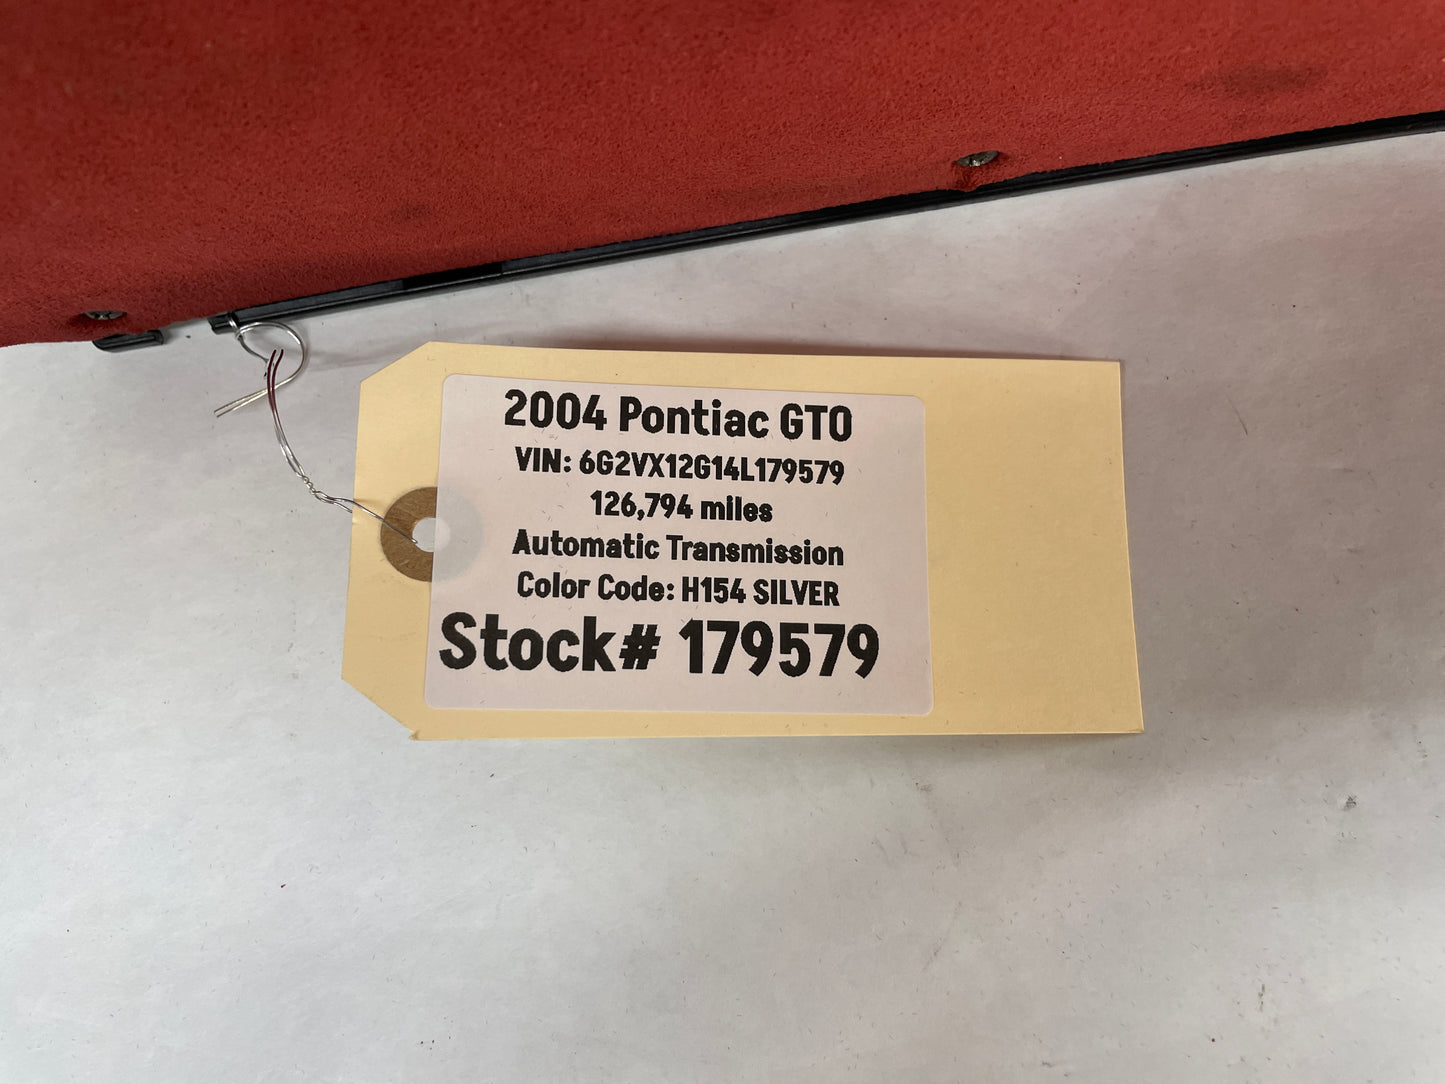 2004 Pontiac GTO
VIN: 6G2VX12G14L179579
126,794 miles
Automatic Transmission
Color Code: H154 SILVER
Stock# 179579